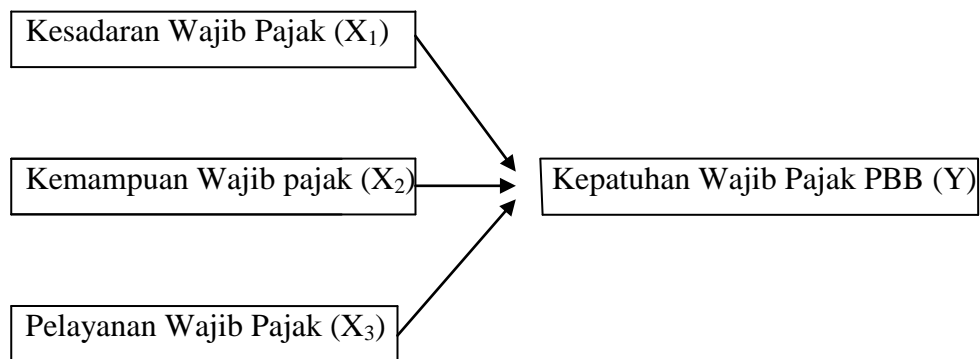 Kesadaran Wajib Pajak (X₁)
Kemampuan Wajib pajak (X₂)
Kepatuhan Wajib Pajak PBB (Y)
Pelayanan Wajib Pajak (X₃)